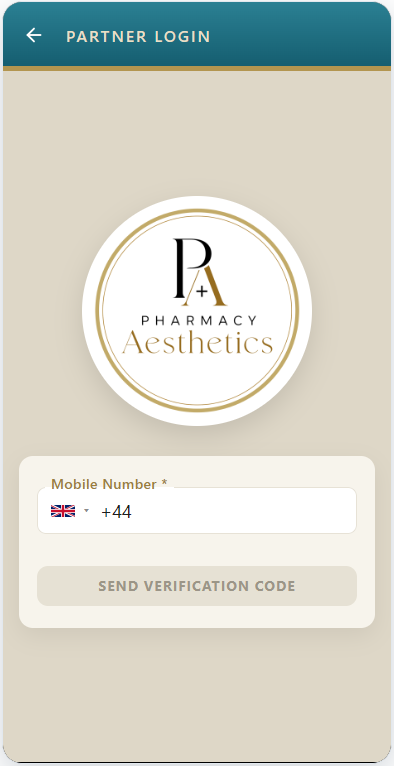 PARTNER LOGIN
PA+
PHARMACY
Aesthetics
Mobile Number *
+44
SEND VERIFICATION CODE